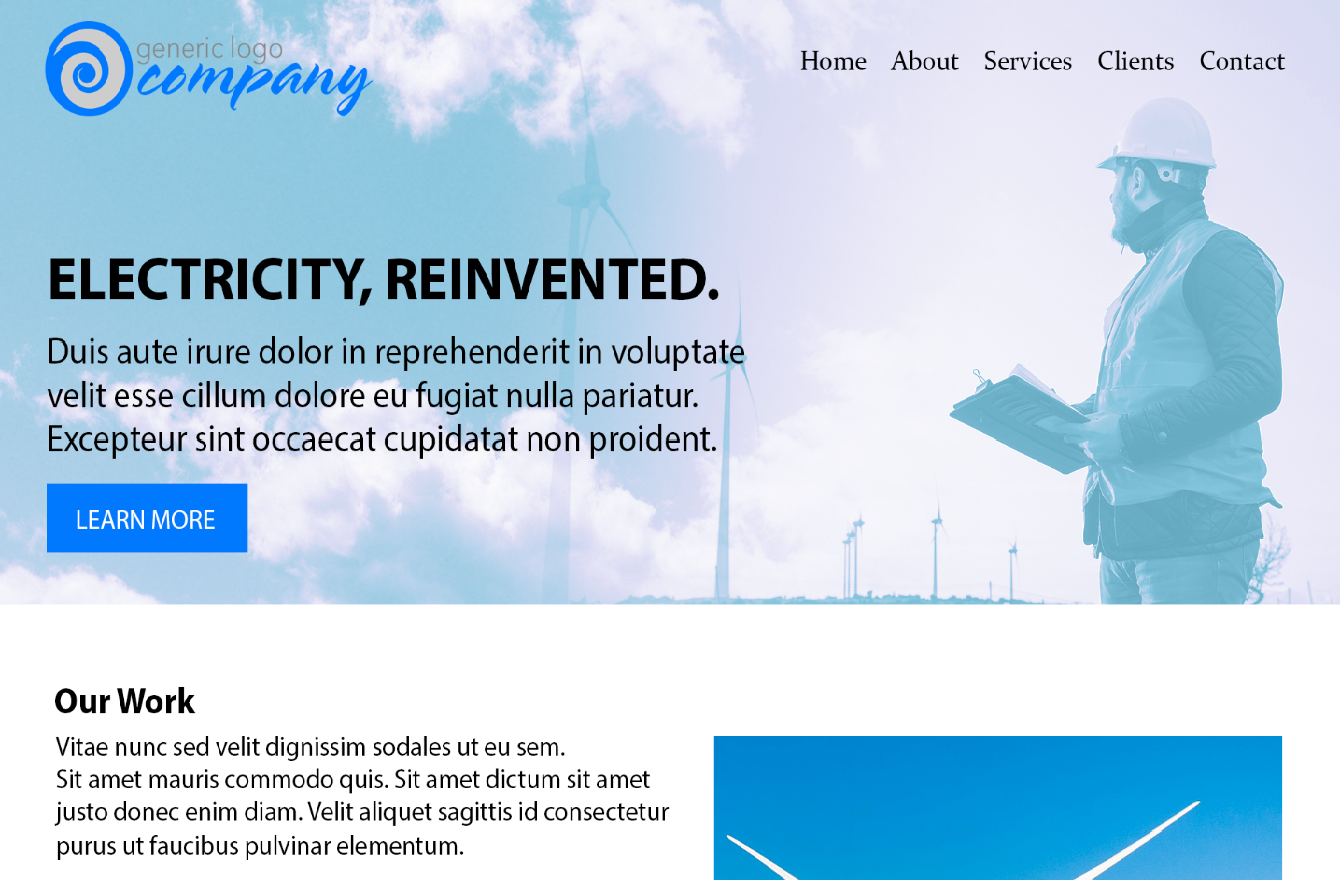 generic logo
company
Home About Services Clients Contact
ELECTRICITY, REINVENTED.
Duis aute irure dolor in reprehenderit in voluptate
velit esse cillum dolore eu fugiat nulla pariatur.
Excepteur sint occaecat cupidatat non proident.
LEARN MORE
Our Work
Vitae nunc sed velit dignissim sodales ut eu sem.
Sit amet mauris commodo quis. Sit amet dictum sit amet
justo donec enim diam. Velit aliquet sagittis id consectetur
purus ut faucibus pulvinar elementum.